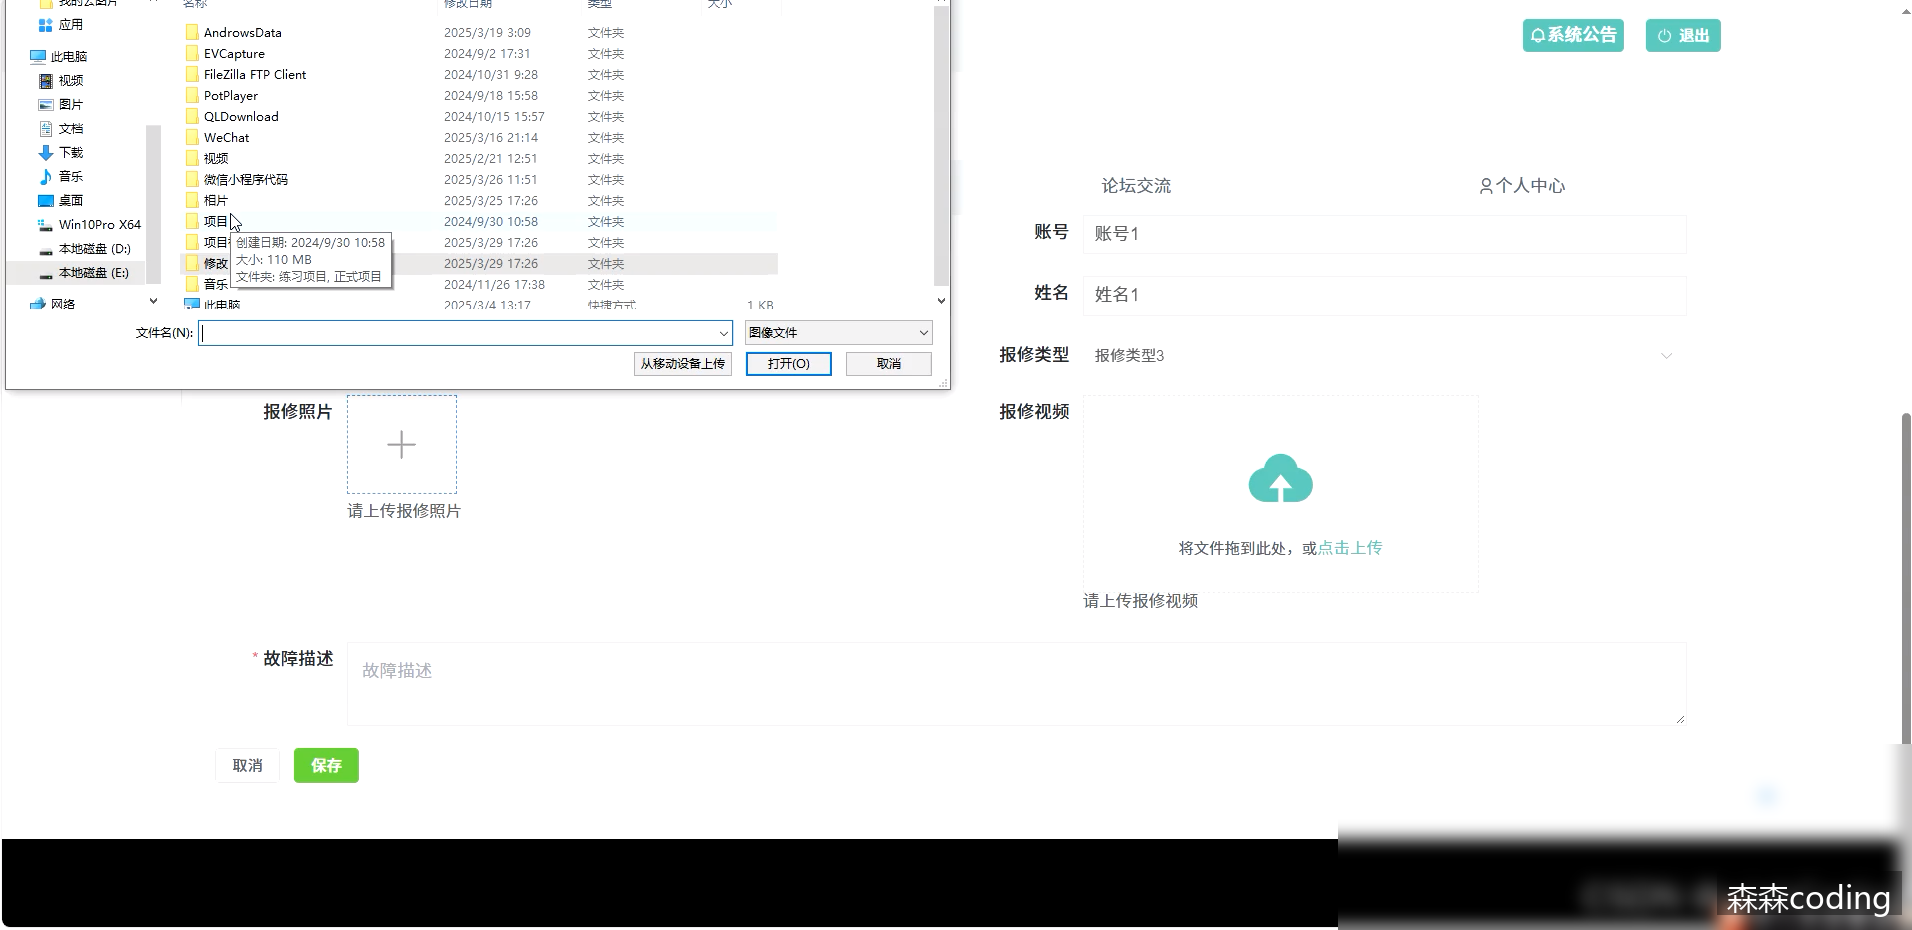 我的云图片
应用
此电脑
视频
图片
文档
下载
音乐
桌面
Win10Pro X64
本地磁盘 (D:)
本地磁盘 (E:)
网络
名称 修改日期 类型 大小
AndrowsData 2025/3/19 3:09 文件夹
EVCapture 2024/9/2 17:31 文件夹
FileZilla FTP Client 2024/10/31 9:28 文件夹
PotPlayer 2024/9/18 15:58 文件夹
QLDownload 2024/10/15 15:57 文件夹
WeChat 2025/3/16 21:14 文件夹
视频 2025/2/21 12:51 文件夹
微信小程序代码 2025/3/26 11:51 文件夹
相片 2025/3/25 17:26 文件夹
项目 2024/9/30 10:58 文件夹
项目 2025/3/29 17:26 文件夹
修改 2025/3/29 17:26 文件夹
音乐 2024/11/26 17:38 文件夹
此电脑 2025/3/4 13:17 快捷方式 1 KB
创建日期: 2024/9/30 10:58
大小: 110 MB
文件夹: 练习项目, 正式项目
文件名(N): 图像文件
从移动设备上传 打开(O) 取消
系统公告 退出
论坛交流 个人中心
账号 账号1
姓名 姓名1
报修类型 报修类型3
报修照片
请上传报修照片
报修视频
将文件拖到此处，或点击上传
请上传报修视频
* 故障描述 故障描述
取消 保存
森森coding